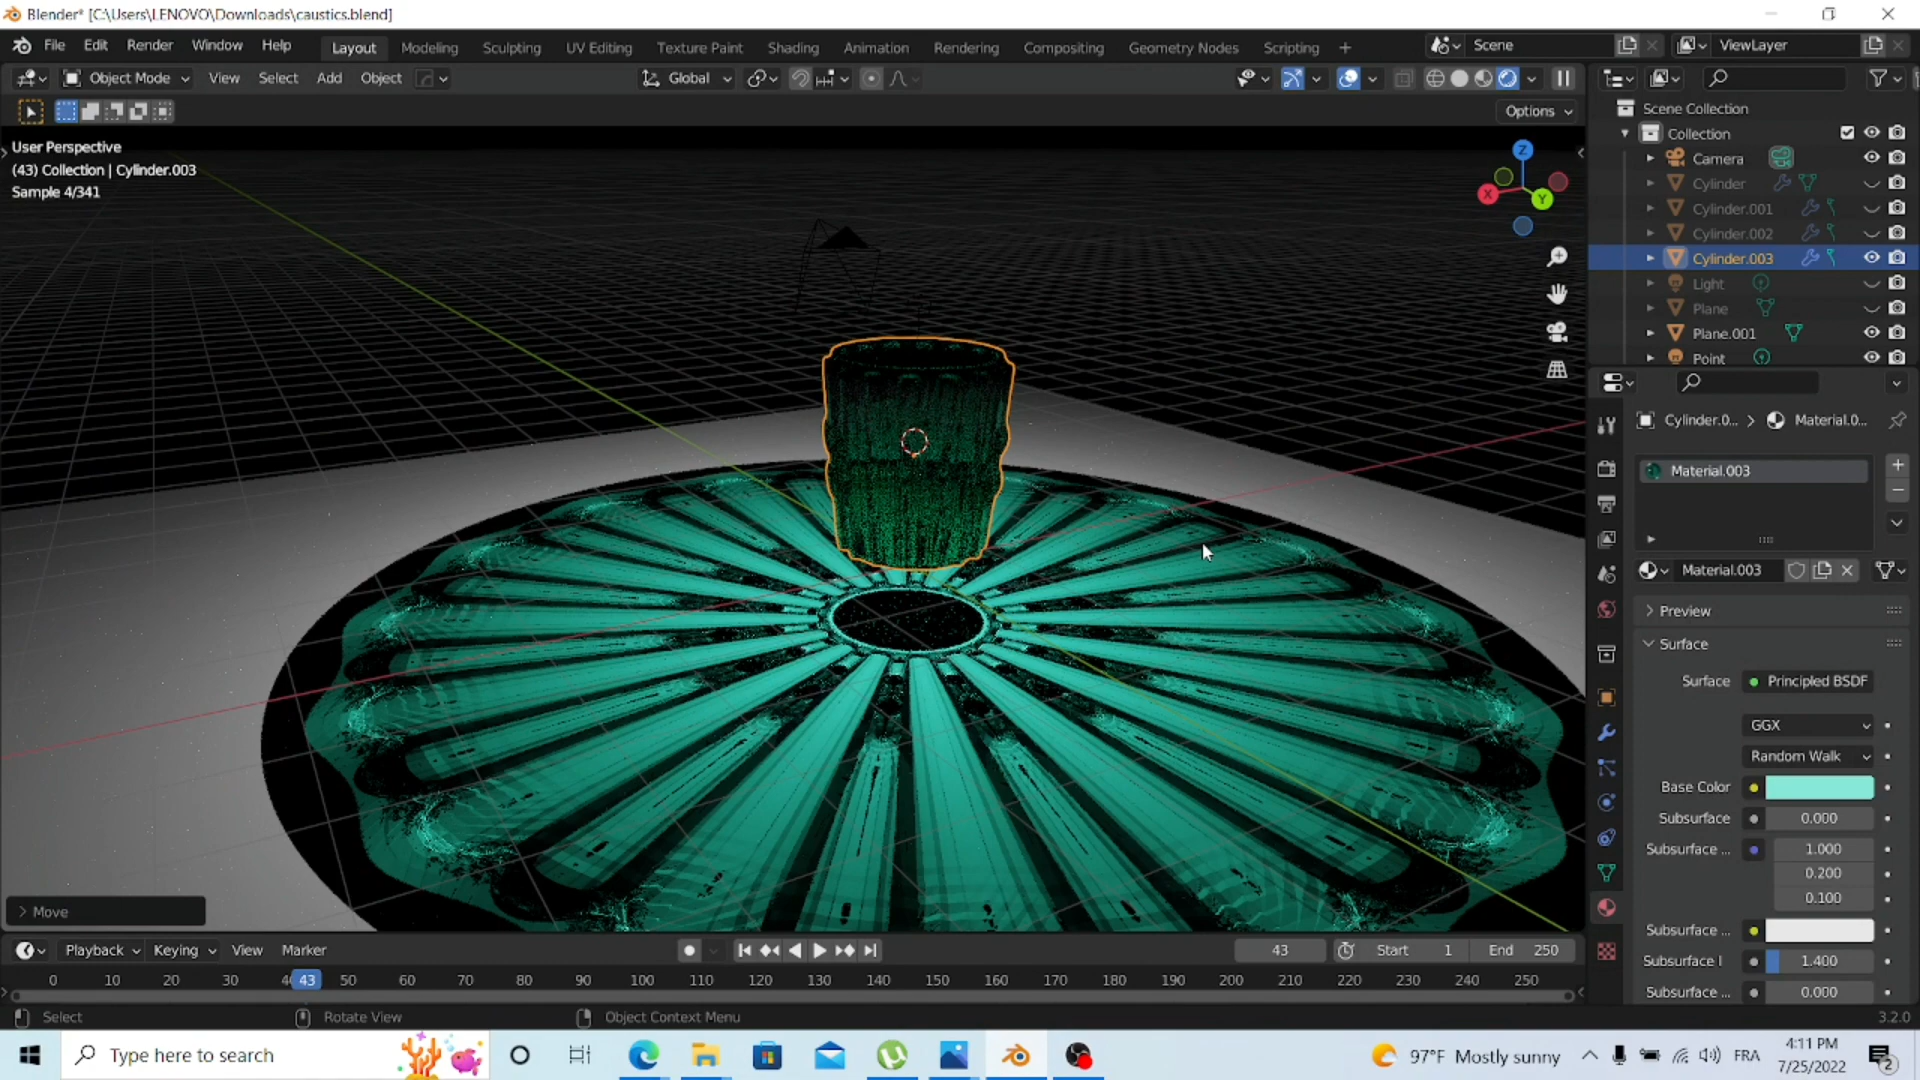 Blender* [C:\Users\LENOVO\Downloads\caustics.blend]
File Edit Render Window Help Layout Modeling Sculpting UV Editing Texture Paint Shading Animation Rendering Compositing Geometry Nodes Scripting + Scene ViewLayer
Object Mode View Select Add Object Global
Options
User Perspective
(43) Collection | Cylinder.003
Sample 4/341
Z
X
Y
Scene Collection
Collection
Camera
Cylinder
Cylinder.001
Cylinder.002
Cylinder.003
Light
Plane
Plane.001
Point
Cylinder.0... > Material.0...
Material.003
Material.003
Preview
Surface
Surface Principled BSDF
GGX
Random Walk
Base Color
Subsurface 0.000
Subsurface ... 1.000
0.200
0.100
Subsurface ...
Subsurface I 1.400
Subsurface ... 0.000
> Move
Playback Keying View Marker 43 Start 1 End 250
0 10 20 30 43 50 60 70 80 90 100 110 120 130 140 150 160 170 180 190 200 210 220 230 240 250
Select Rotate View Object Context Menu 3.2.0
Type here to search
97°F Mostly sunny FRA
4:11 PM
7/25/2022
2